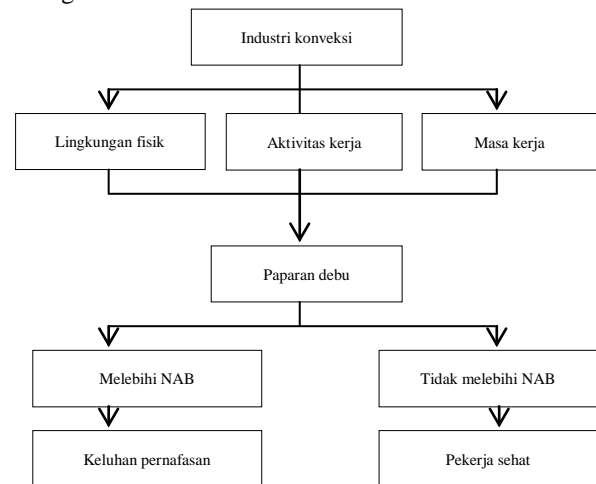 Industri konveksi
Lingkungan fisik
Aktivitas kerja
Masa kerja
Paparan debu
Melebihi NAB
Tidak melebihi NAB
Keluhan pernafasan
Pekerja sehat